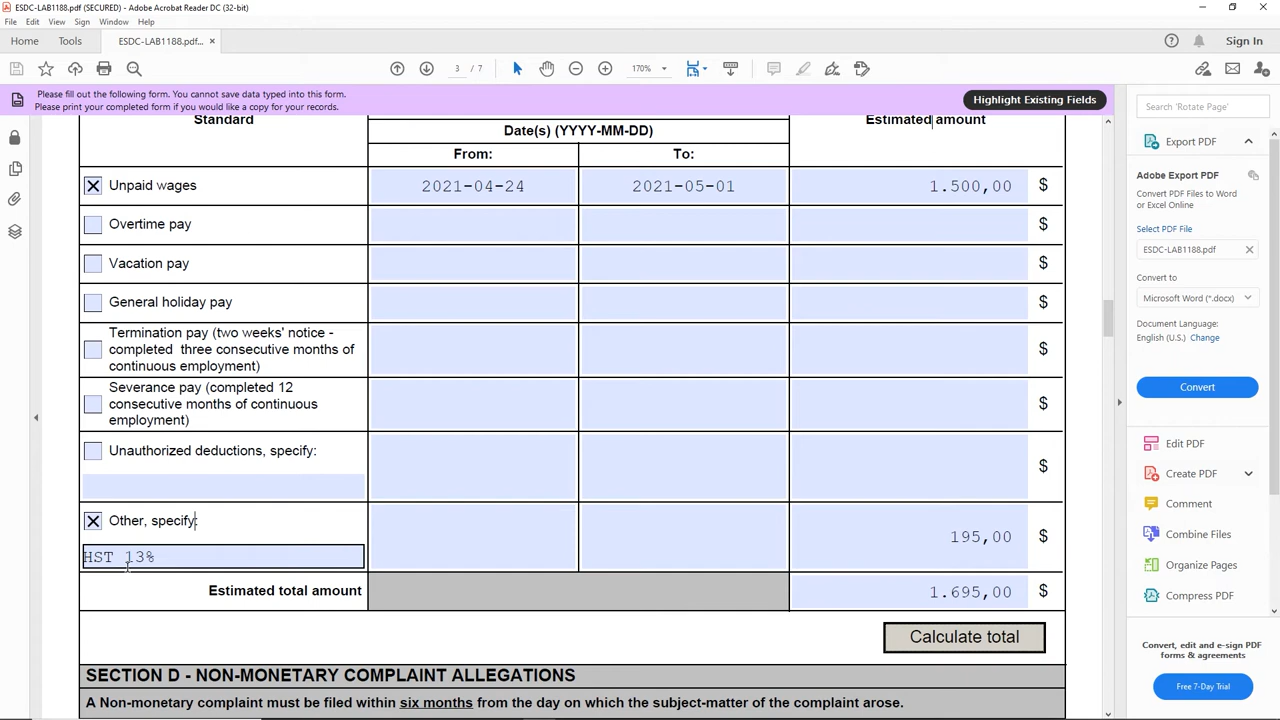 ESDC-LAB1188.pdf (SECURED) - Adobe Acrobat Reader DC (32-bit)
File Edit View Sign Window Help
Home Tools ESDC-LAB1188.pdf... × Sign In
3 / 7 170%
Please fill out the following form. You cannot save data typed into this form.
Please print your completed form if you would like a copy for your records.
Highlight Existing Fields
Standard Estimated amount
Date(s) (YYYY-MM-DD)
From: To:
Unpaid wages 2021-04-24 2021-05-01 1.500,00 $
Overtime pay $
Vacation pay $
General holiday pay $
Termination pay (two weeks' notice -
completed three consecutive months of
continuous employment) $
Severance pay (completed 12
consecutive months of continuous
employment) $
Unauthorized deductions, specify: $
Other, specify: 195,00 $
HST 13%
Estimated total amount 1.695,00 $
Calculate total
SECTION D - NON-MONETARY COMPLAINT ALLEGATIONS
A Non-monetary complaint must be filed within six months from the day on which the subject-matter of the complaint arose.
Search 'Rotate Page'
Export PDF
Adobe Export PDF
Convert PDF Files to Word
or Excel Online
Select PDF File
ESDC-LAB1188.pdf
Convert to
Microsoft Word (*.docx)
Document Language:
English (U.S.) Change
Convert
Edit PDF
Create PDF
Comment
Combine Files
Organize Pages
Compress PDF
Convert, edit and e-sign PDF
forms & agreements
Free 7-Day Trial